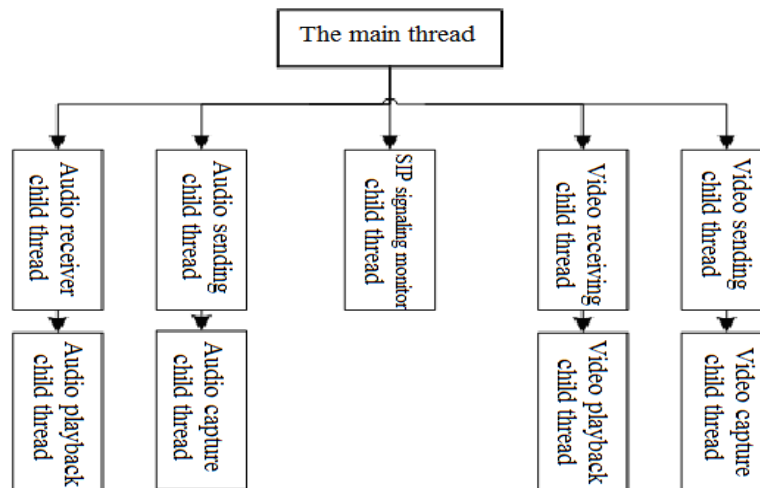 The main thread
Audio receiver
child thread
Audio sending
child thread
SIP signaling monitor
child thread
Video receiving
child thread
Video sending
child thread
Audio playback
child thread
Audio capture
child thread
Video playback
child thread
Video capture
child thread